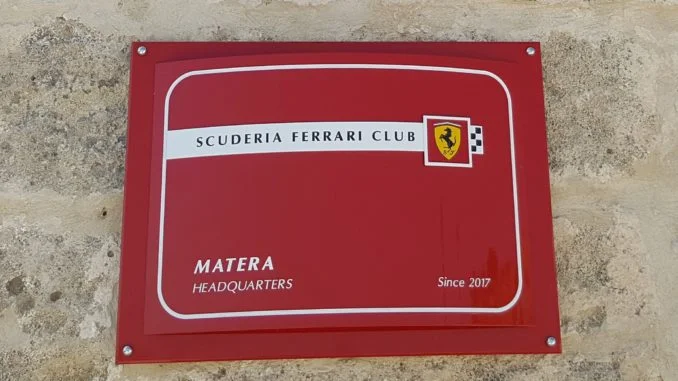 SCUDERIA FERRARI CLUB
MATERA
HEADQUARTERS
Since 2017